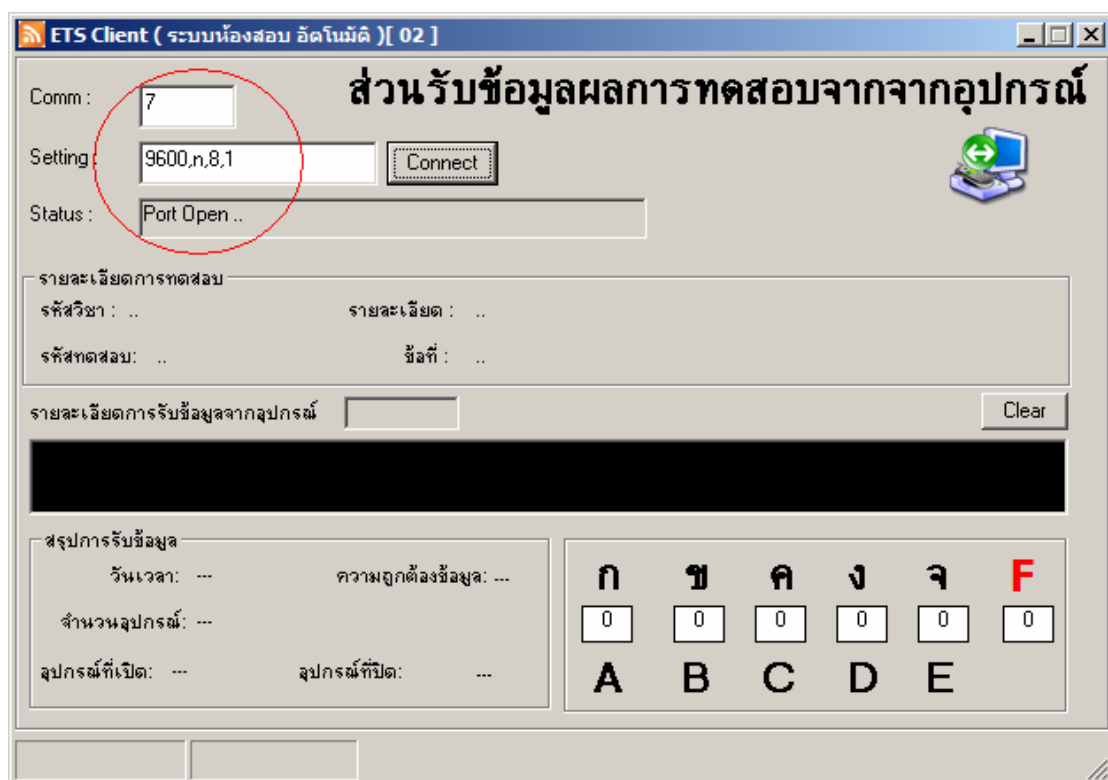 ETS Client ( ระบบห้องสอบ อัตโนมัติ )[ 02 ]
ส่วนรับข้อมูลผลการทดสอบจากจากอุปกรณ์
Comm : 7
Setting : 9600,n,8,1 Connect
Status : Port Open ..
รายละเอียดการทดสอบ
รหัสวิชา : .. รายละเอียด : ..
รหัสทดสอบ: .. ข้อที่ : ..
รายละเอียดการรับข้อมูลจากอุปกรณ์ Clear
สรุปการรับข้อมูล
วันเวลา: --- ความถูกต้องข้อมูล: ---
จำนวนอุปกรณ์: ---
อุปกรณ์ที่เปิด: --- อุปกรณ์ที่ปิด: ---
ก ข ค ง จ F
0 0 0 0 0 0
A B C D E